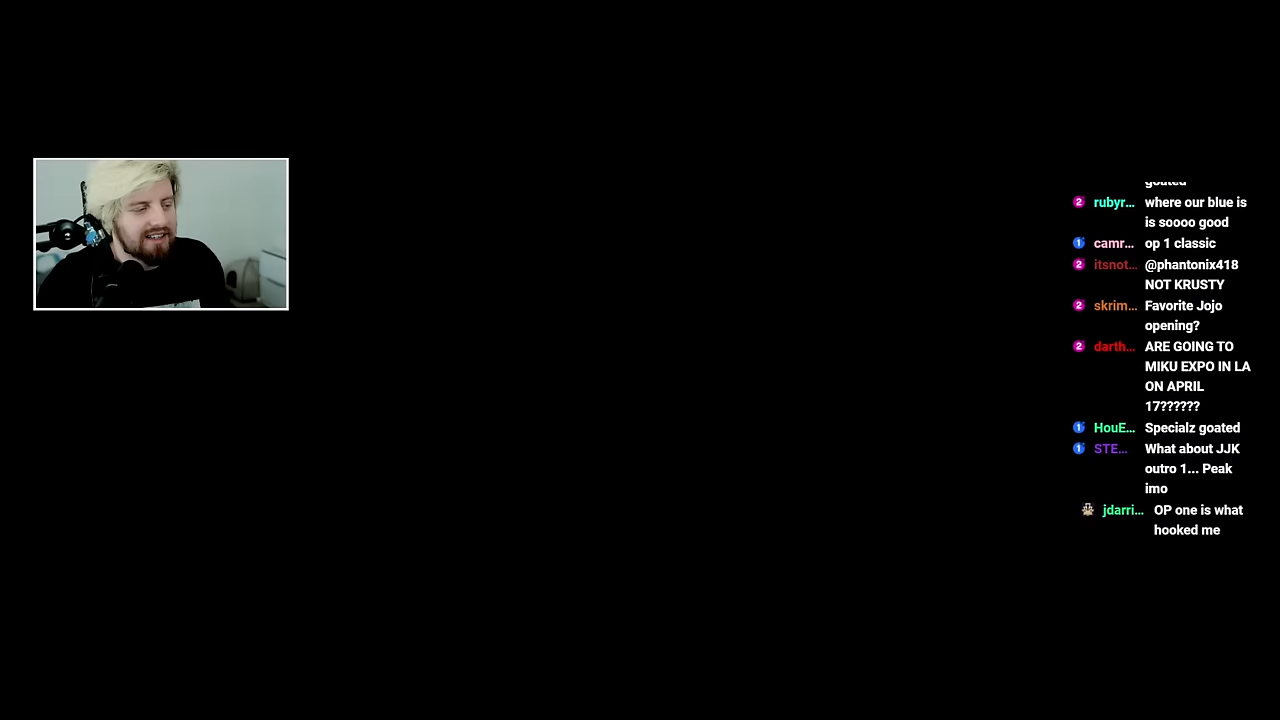 goated
rubyr... where our blue is
is soooo good
camr... op 1 classic
itsnot... @phantonix418
NOT KRUSTY
skrim... Favorite Jojo
opening?
darth... ARE GOING TO
MIKU EXPO IN LA
ON APRIL
17??????
HouE... Specialz goated
STE... What about JJK
outro 1... Peak
imo
jdarri... OP one is what
hooked me